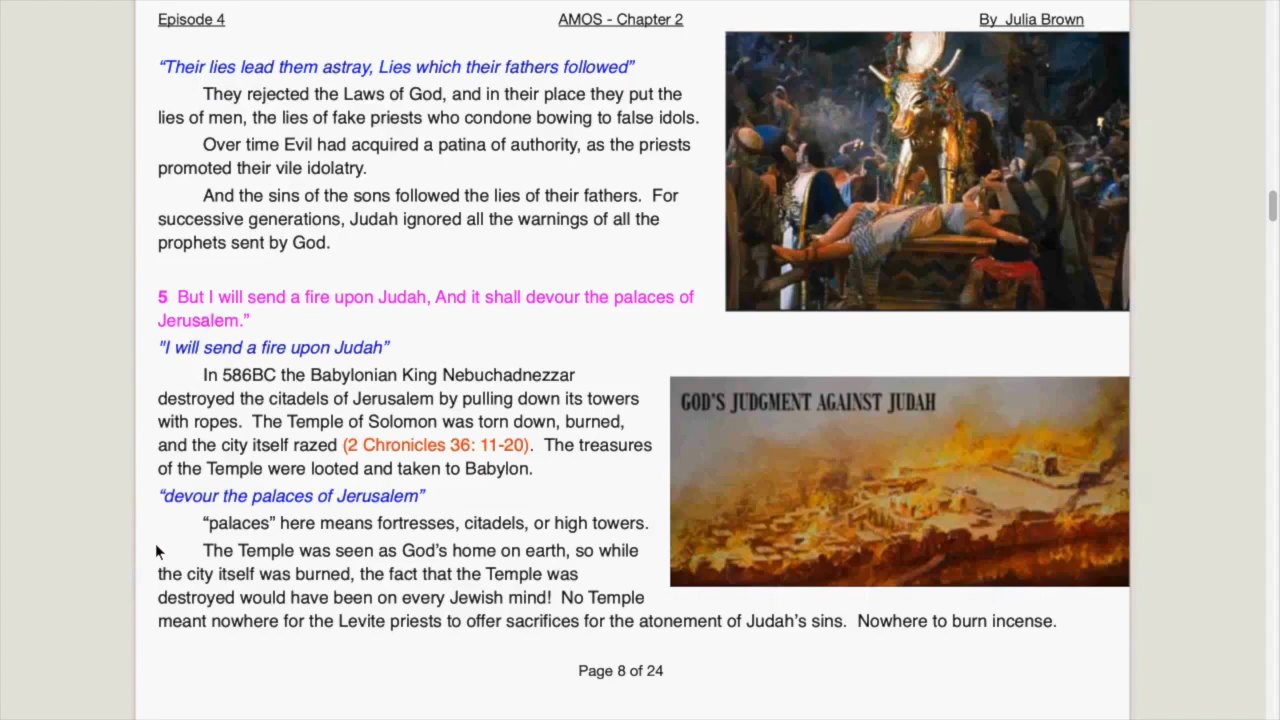 Episode 4 AMOS - Chapter 2 By Julia Brown
“Their lies lead them astray, Lies which their fathers followed”
They rejected the Laws of God, and in their place they put the
lies of men, the lies of fake priests who condone bowing to false idols.
Over time Evil had acquired a patina of authority, as the priests
promoted their vile idolatry.
And the sins of the sons followed the lies of their fathers. For
successive generations, Judah ignored all the warnings of all the
prophets sent by God.
5 But I will send a fire upon Judah, And it shall devour the palaces of
Jerusalem.”
"I will send a fire upon Judah”
In 586BC the Babylonian King Nebuchadnezzar
destroyed the citadels of Jerusalem by pulling down its towers
with ropes. The Temple of Solomon was torn down, burned,
and the city itself razed (2 Chronicles 36: 11-20). The treasures
of the Temple were looted and taken to Babylon.
GOD'S JUDGMENT AGAINST JUDAH
“devour the palaces of Jerusalem”
“palaces” here means fortresses, citadels, or high towers.
The Temple was seen as God’s home on earth, so while
the city itself was burned, the fact that the Temple was
destroyed would have been on every Jewish mind! No Temple
meant nowhere for the Levite priests to offer sacrifices for the atonement of Judah’s sins. Nowhere to burn incense.
Page 8 of 24